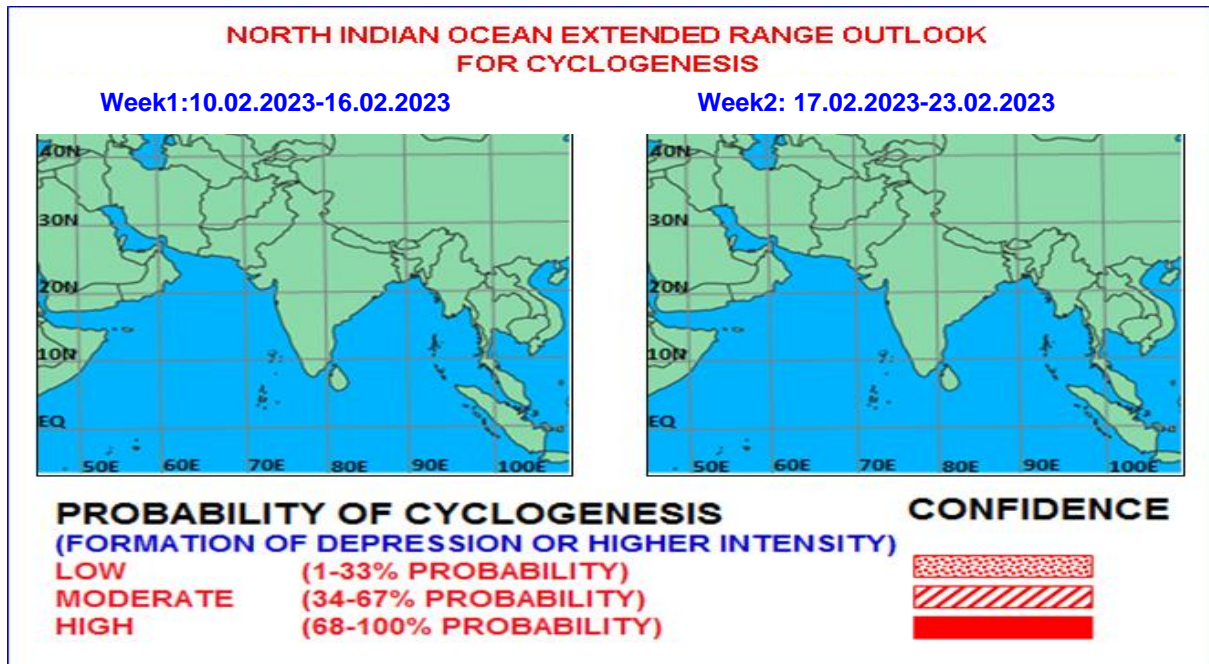 NORTH INDIAN OCEAN EXTENDED RANGE OUTLOOK
FOR CYCLOGENESIS
Week1:10.02.2023-16.02.2023
Week2: 17.02.2023-23.02.2023
40N
30N
20N
10N
EQ
50E 60E 70E 80E 90E 100E
40N
30N
20N
10N
EQ
50E 60E 70E 80E 90E 100E
PROBABILITY OF CYCLOGENESIS
CONFIDENCE
(FORMATION OF DEPRESSION OR HIGHER INTENSITY)
LOW (1-33% PROBABILITY)
MODERATE (34-67% PROBABILITY)
HIGH (68-100% PROBABILITY)